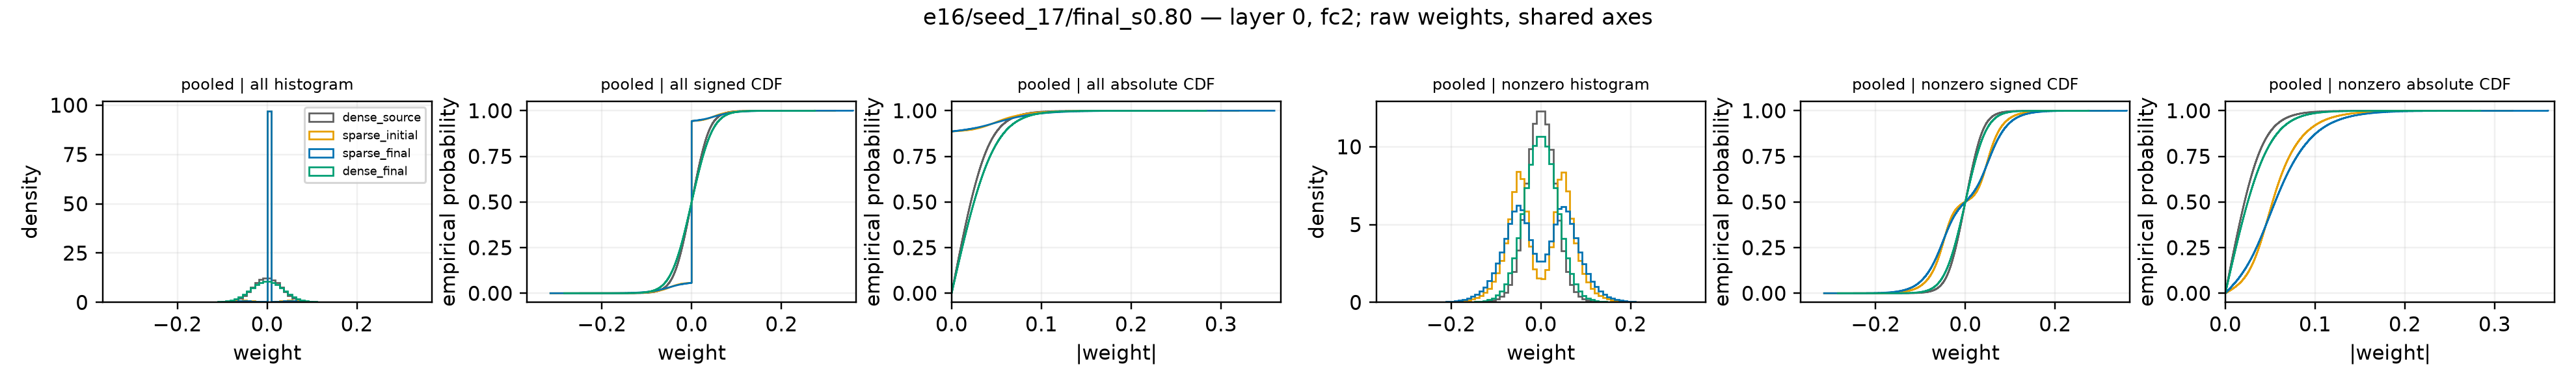 e16/seed_17/final_s0.80 — layer 0, fc2; raw weights, shared axes
pooled | all histogram
density
100
75
50
25
0
−0.2
0.0
0.2
weight
dense_source
sparse_initial
sparse_final
dense_final
pooled | all signed CDF
empirical probability
1.00
0.75
0.50
0.25
0.00
−0.2
0.0
0.2
weight
pooled | all absolute CDF
empirical probability
1.00
0.75
0.50
0.25
0.00
0.0
0.1
0.2
0.3
|weight|
pooled | nonzero histogram
density
10
5
0
−0.2
0.0
0.2
weight
pooled | nonzero signed CDF
empirical probability
1.00
0.75
0.50
0.25
0.00
−0.2
0.0
0.2
weight
pooled | nonzero absolute CDF
empirical probability
1.00
0.75
0.50
0.25
0.00
0.0
0.1
0.2
0.3
|weight|